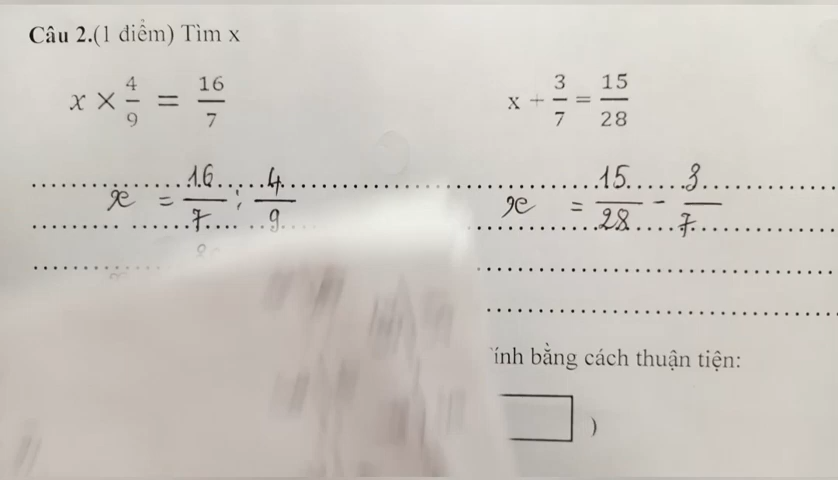 Câu 2.(1 điểm) Tìm x
x × 4/9 = 16/7
x + 3/7 = 15/28
x = 16/7 : 4/9
x = 15/28 - 3/7
ính bằng cách thuận tiện:
)